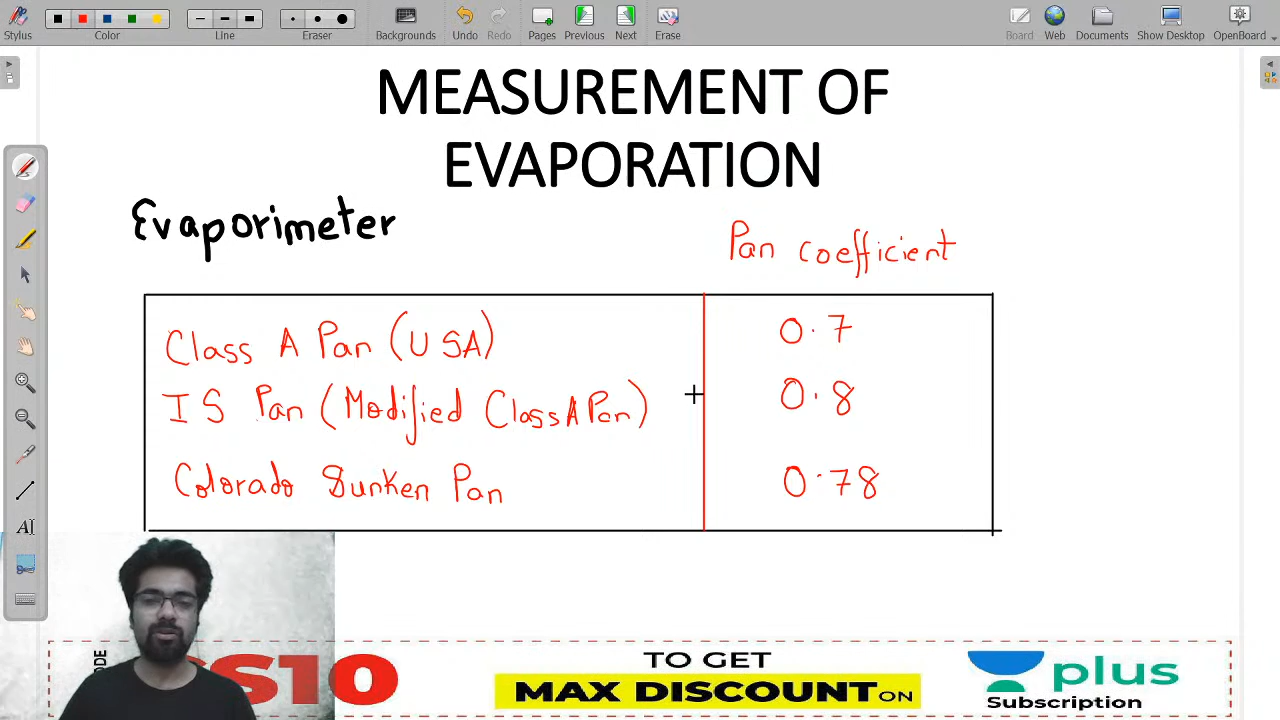 Stylus
Color
Line
Eraser
Backgrounds
Undo
Redo
Pages
Previous
Next
Erase
Board
Web
Documents
Show Desktop
OpenBoard
MEASUREMENT OF
EVAPORATION
Evaporimeter
Pan coefficient
Class A Pan (USA) 0.7
IS Pan (Modified Class A Pan) 0.8
Colorado Sunken Pan 0.78
S10
TO GET
MAX DISCOUNT ON
plus
Subscription